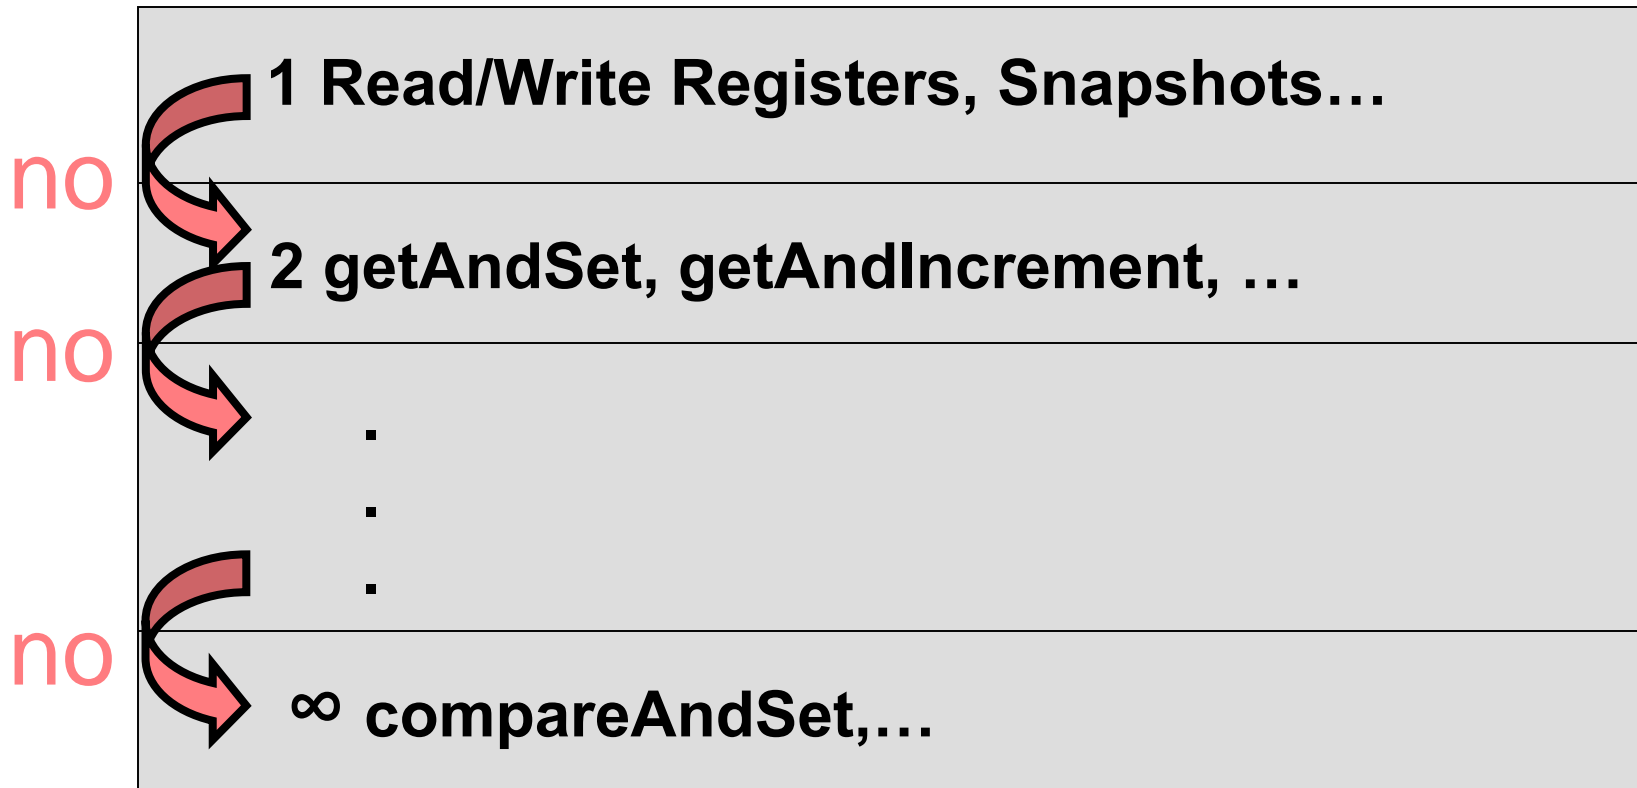 1 Read/Write Registers, Snapshots…
no
2 getAndSet, getAndIncrement, …
no
.
.
.
no
∞ compareAndSet,…